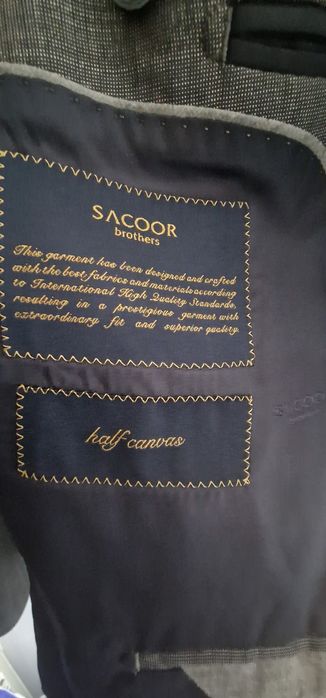 SACOOR
brothers
This garment has been designed and crafted
with the best fabrics and materials according
to International High Quality Standards,
resulting in a prestigious garment with
extraordinary fit and superior quality.
SACOOR
half canvas